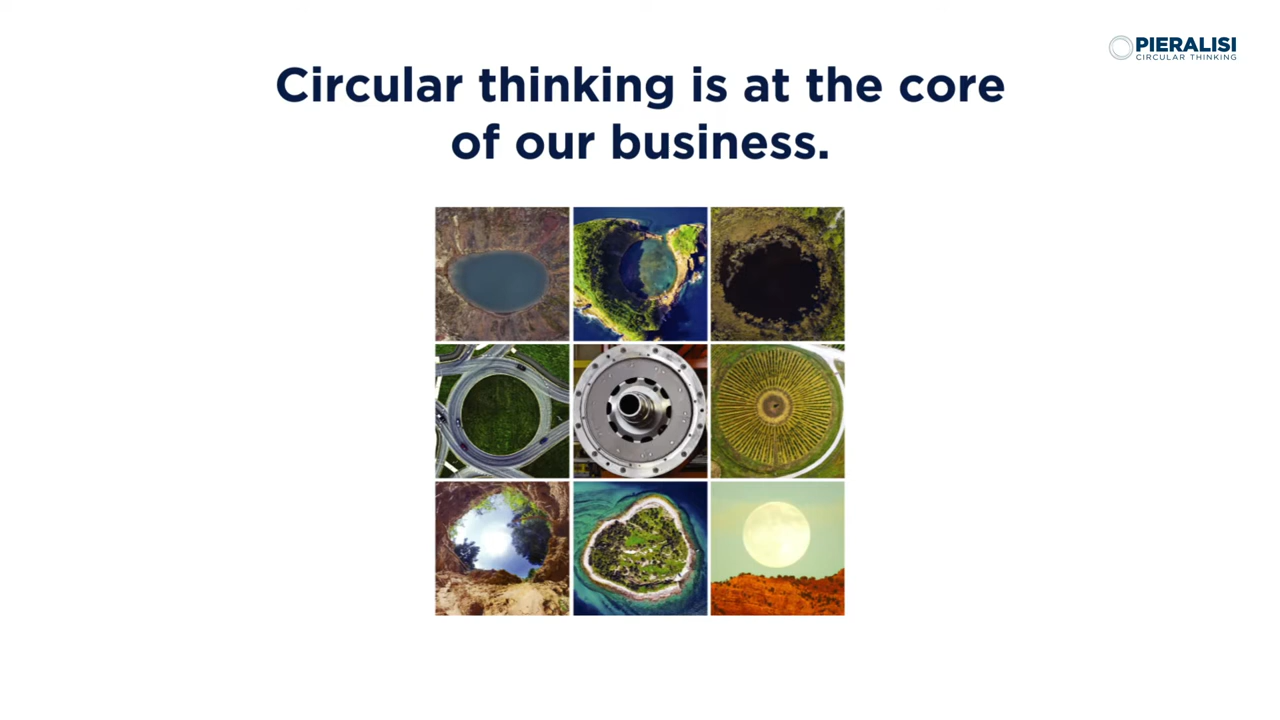 PIERALISI
CIRCULAR THINKING
Circular thinking is at the core
of our business.